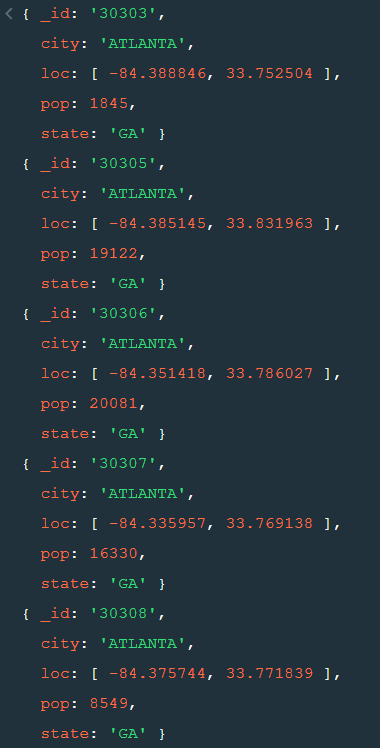 { _id: '30303',
city: 'ATLANTA',
loc: [ -84.388846, 33.752504 ],
pop: 1845,
state: 'GA' }
{ _id: '30305',
city: 'ATLANTA',
loc: [ -84.385145, 33.831963 ],
pop: 19122,
state: 'GA' }
{ _id: '30306',
city: 'ATLANTA',
loc: [ -84.351418, 33.786027 ],
pop: 20081,
state: 'GA' }
{ _id: '30307',
city: 'ATLANTA',
loc: [ -84.335957, 33.769138 ],
pop: 16330,
state: 'GA' }
{ _id: '30308',
city: 'ATLANTA',
loc: [ -84.375744, 33.771839 ],
pop: 8549,
state: 'GA' }